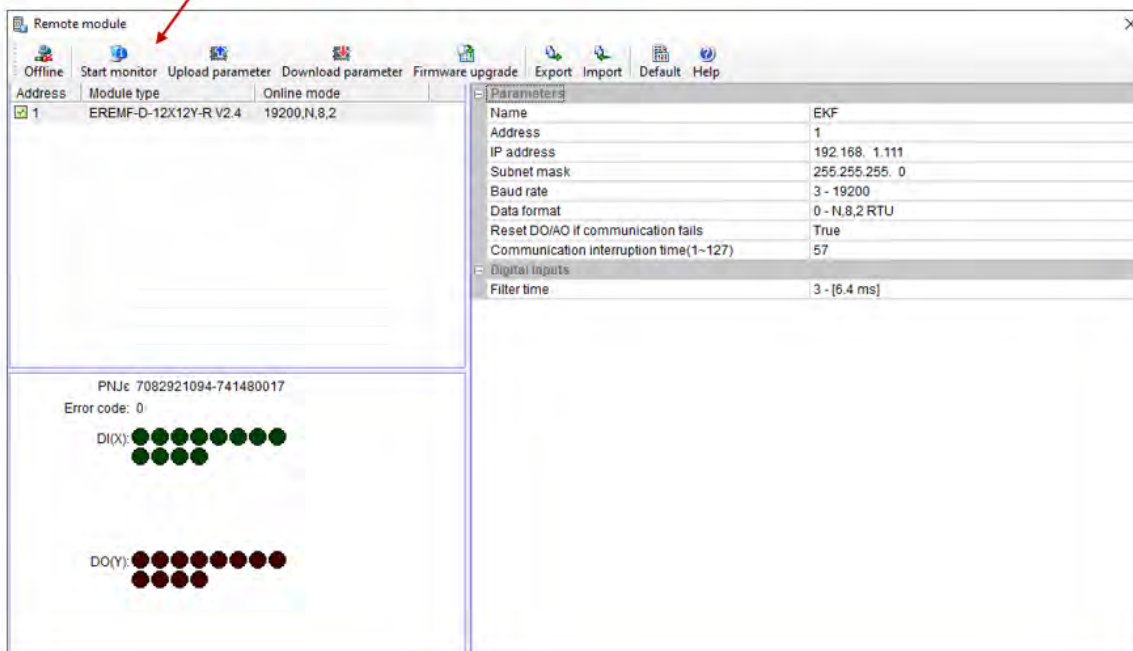 Remote module
Offline Start monitor Upload parameter Download parameter Firmware upgrade Export Import Default Help
Address Module type Online mode
1 EREMF-D-12X12Y-R V2.4 19200,N,8,2
Parameters
Name EKF
Address 1
IP address 192.168. 1.111
Subnet mask 255.255.255. 0
Baud rate 3 - 19200
Data format 0 - N,8,2 RTU
Reset DO/AO if communication fails True
Communication interruption time(1~127) 57
Digital Inputs
Filter time 3 - [6.4 ms]
PNJє 7082921094-741480017
Error code: 0
DI(X):
DO(Y):